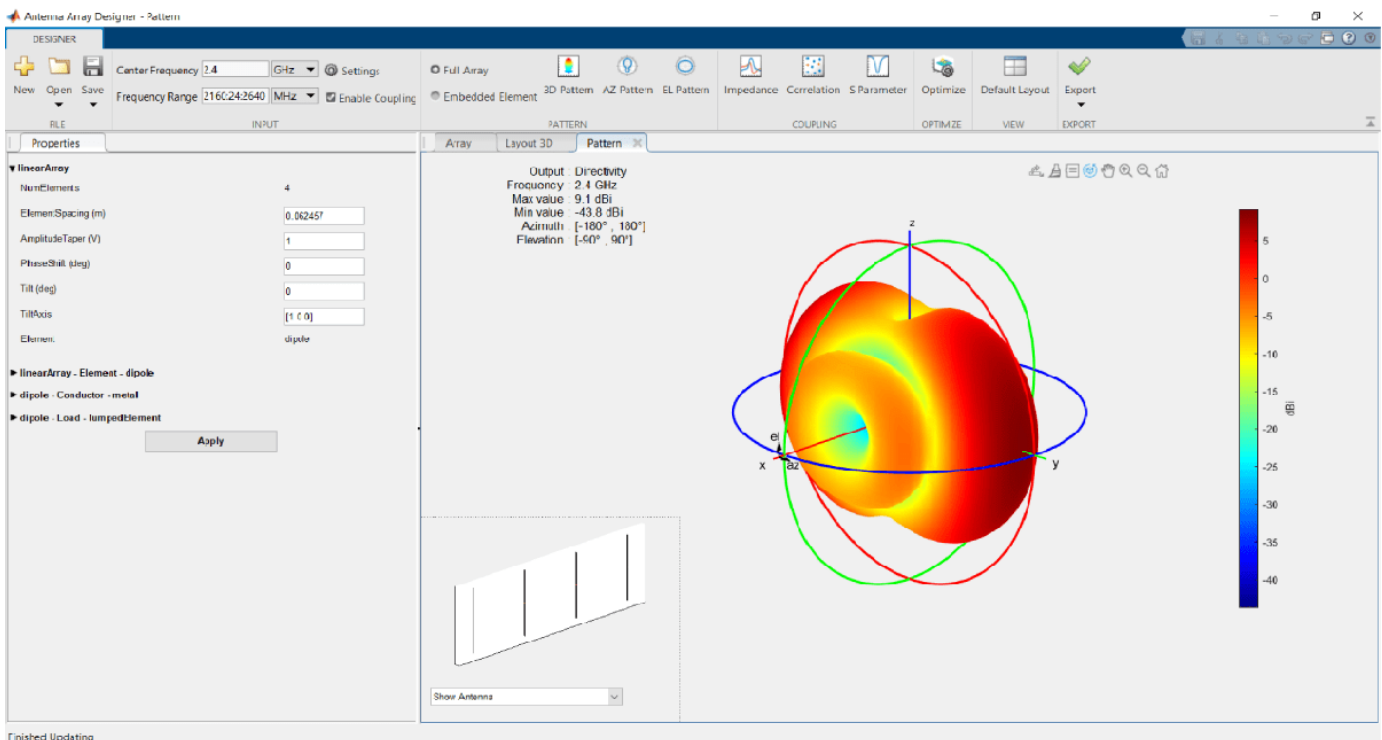 Antenna Array Designer - Pattern
DESIGNER
New
Open
Save
Center Frequency 2.4 GHz Settings
Frequency Range 2160:24:2640 MHz Enable Coupling
Full Array
Embedded Element
3D Pattern
AZ Pattern
EL Pattern
Impedance
Correlation
S Parameter
Optimize
Default Layout
Export
FILE
INPUT
PATTERN
COUPLING
OPTIMIZE
VIEW
EXPORT
Properties
linearArray
NumElements 4
ElementSpacing (m) 0.062457
AmplitudeTaper (V) 1
PhaseShift (deg) 0
Tilt (deg) 0
TiltAxis [1 0 0]
Element dipole
linearArray - Element - dipole
dipole - Conductor - metal
dipole - Load - lumpedElement
Apply
Array
Layout 3D
Pattern
Output : Directivity
Frequency : 2.4 GHz
Max value : 9.1 dBi
Min value : -43.8 dBi
Azimuth : [-180° , 180°]
Elevation : [-90° , 90°]
z
el
x
az
y
5
0
-5
-10
-15
-20
-25
-30
-35
-40
dBi
Show Antenna
Finished Updating